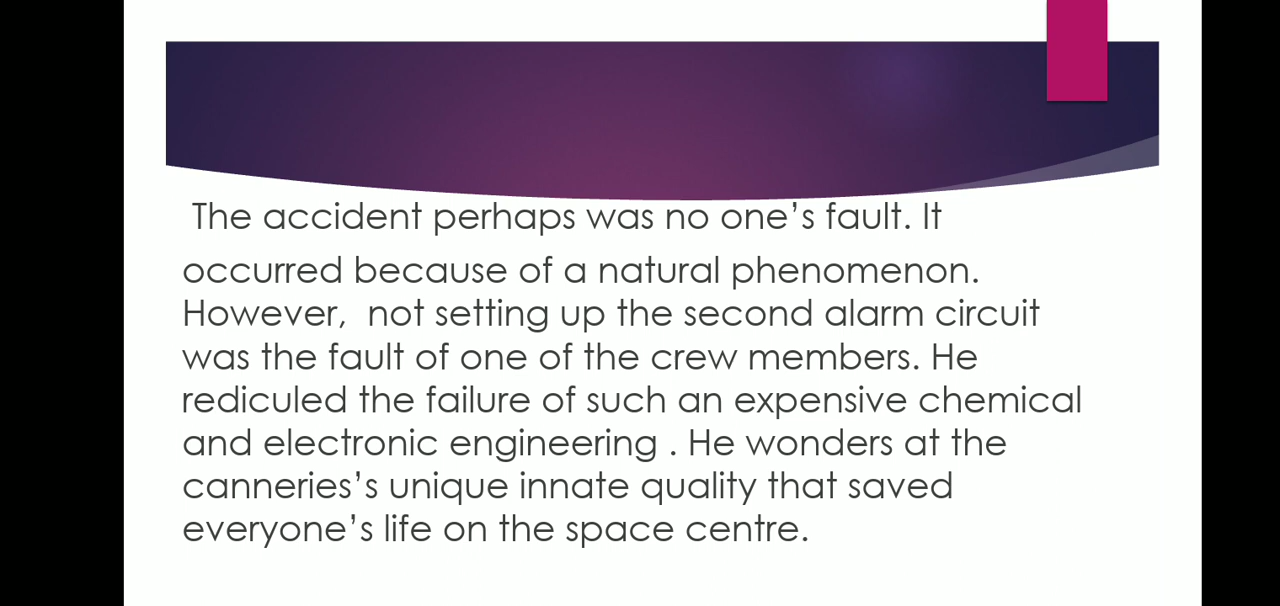 The accident perhaps was no one’s fault. It
occurred because of a natural phenomenon.
However,  not setting up the second alarm circuit
was the fault of one of the crew members. He
rediculed the failure of such an expensive chemical
and electronic engineering . He wonders at the
canneries’s unique innate quality that saved
everyone’s life on the space centre.